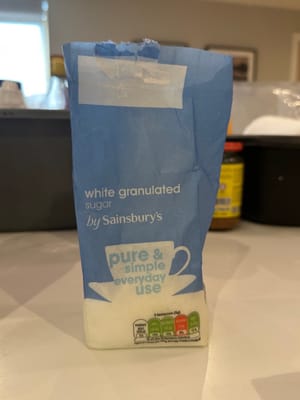 white granulated
sugar
by Sainsbury's
pure &
simple
everyday
use